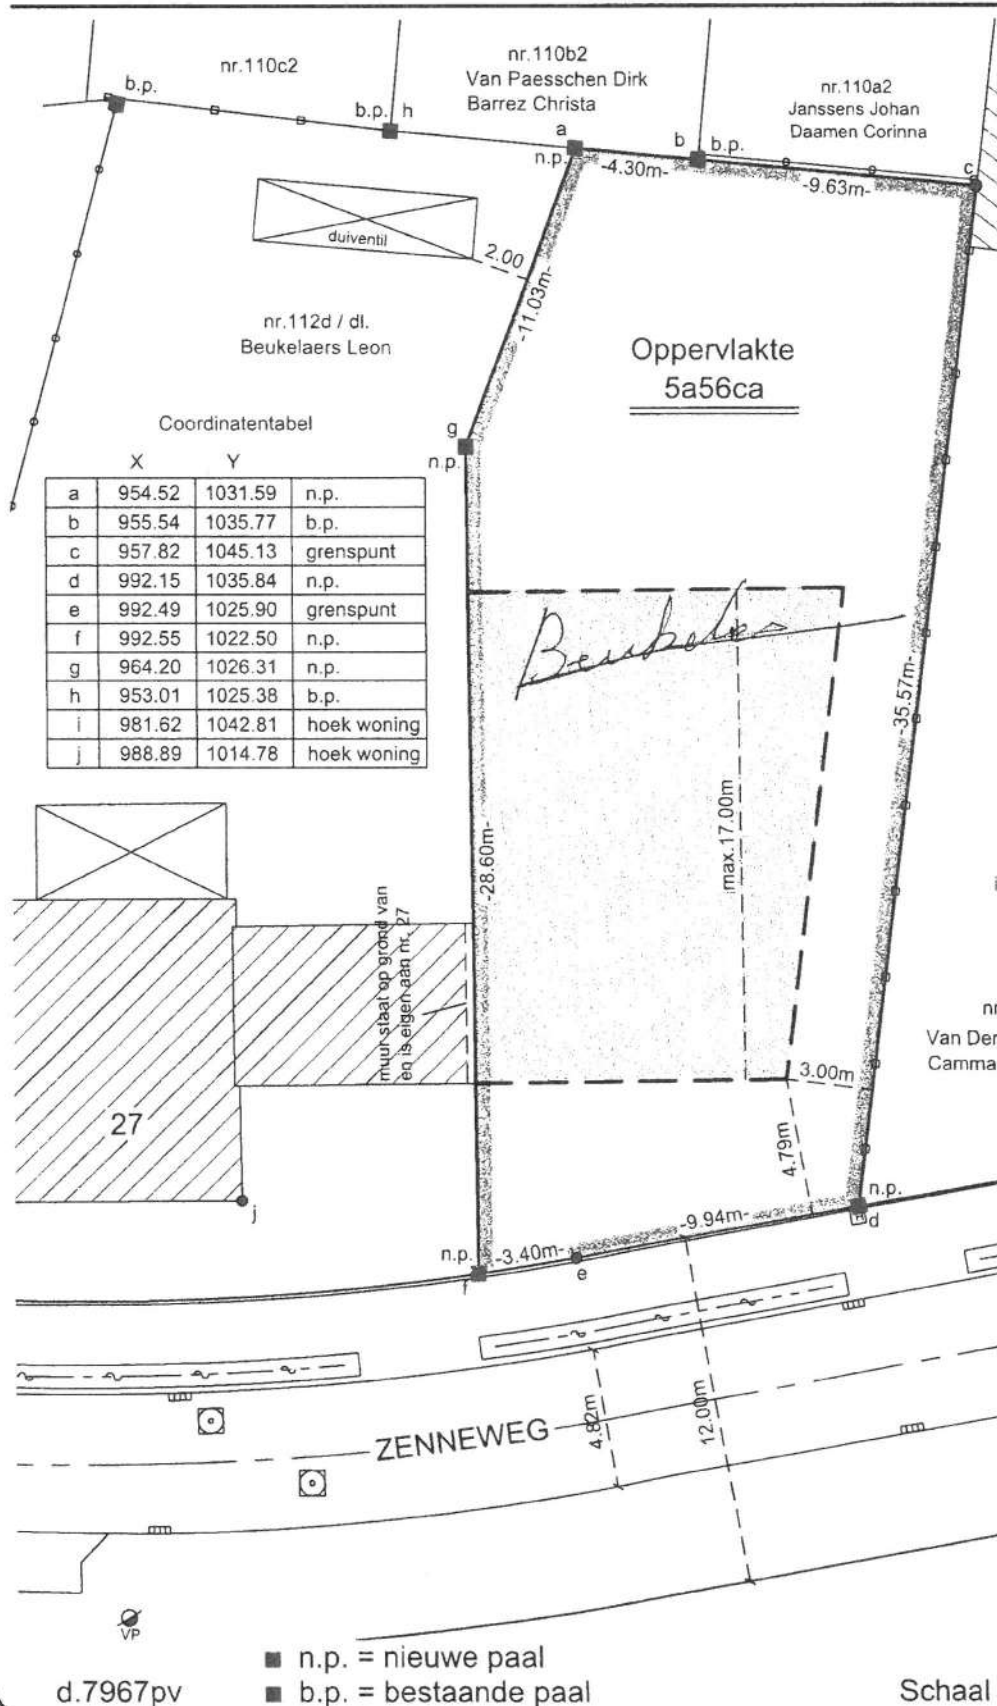 nr.110c2
nr.110b2
Van Paesschen Dirk
Barrez Christa
nr.110a2
Janssens Johan
Daamen Corinna
b.p.
b.p. h
a
n.p.
b
b.p.
c
-4.30m-
-9.63m-
duiventil
2.00
-11.03m-
nr.112d / dl.
Beukelaers Leon
Oppervlakte
5a56ca
Coordinatentabel
g
n.p.
X Y
a 954.52 1031.59 n.p.
b 955.54 1035.77 b.p.
c 957.82 1045.13 grenspunt
d 992.15 1035.84 n.p.
e 992.49 1025.90 grenspunt
f 992.55 1022.50 n.p.
g 964.20 1026.31 n.p.
h 953.01 1025.38 b.p.
i 981.62 1042.81 hoek woning
j 988.89 1014.78 hoek woning
-35.57m-
-28.60m-
max.17.00m
muur staat op grond van
en is eigen aan nr. 27
i
nr
Van Der
Camma
3.00m
4.79m
27
j
n.p.
d
-9.94m-
n.p.
-3.40m-
f
e
ZENNEWEG
4.82m
12.00m
VP
n.p. = nieuwe paal
d.7967pv
b.p. = bestaande paal
Schaal